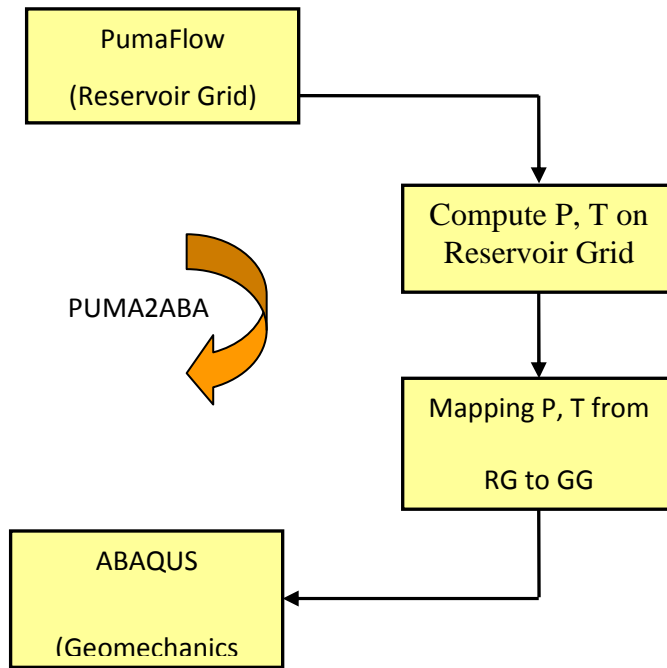 PumaFlow
(Reservoir Grid)
Compute P, T on
Reservoir Grid
PUMA2ABA
Mapping P, T from
RG to GG
ABAQUS
(Geomechanics